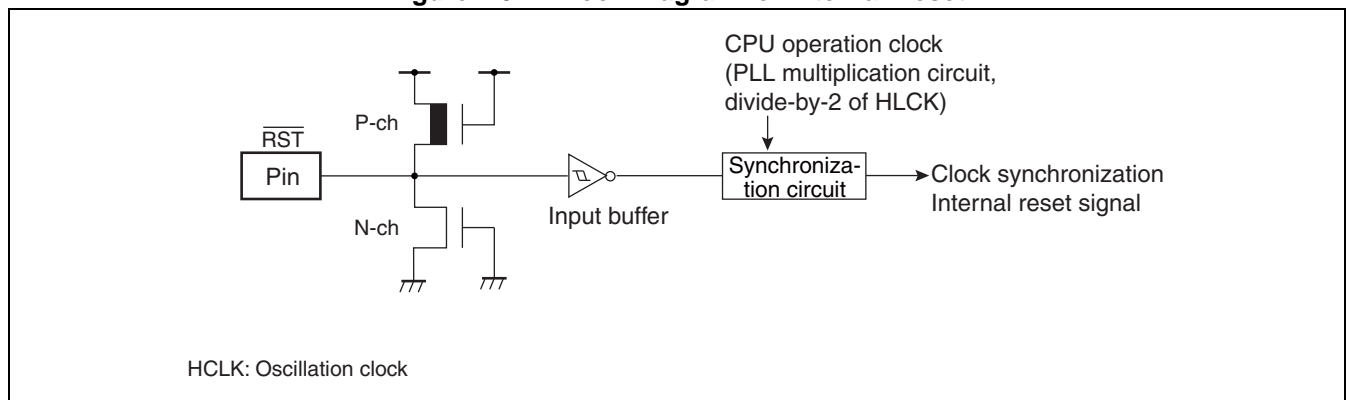 CPU operation clock
(PLL multiplication circuit,
divide-by-2 of HLCK)
P-ch
RST
Pin
Synchroniza-
tion circuit
Clock synchronization
Internal reset signal
Input buffer
N-ch
HCLK: Oscillation clock